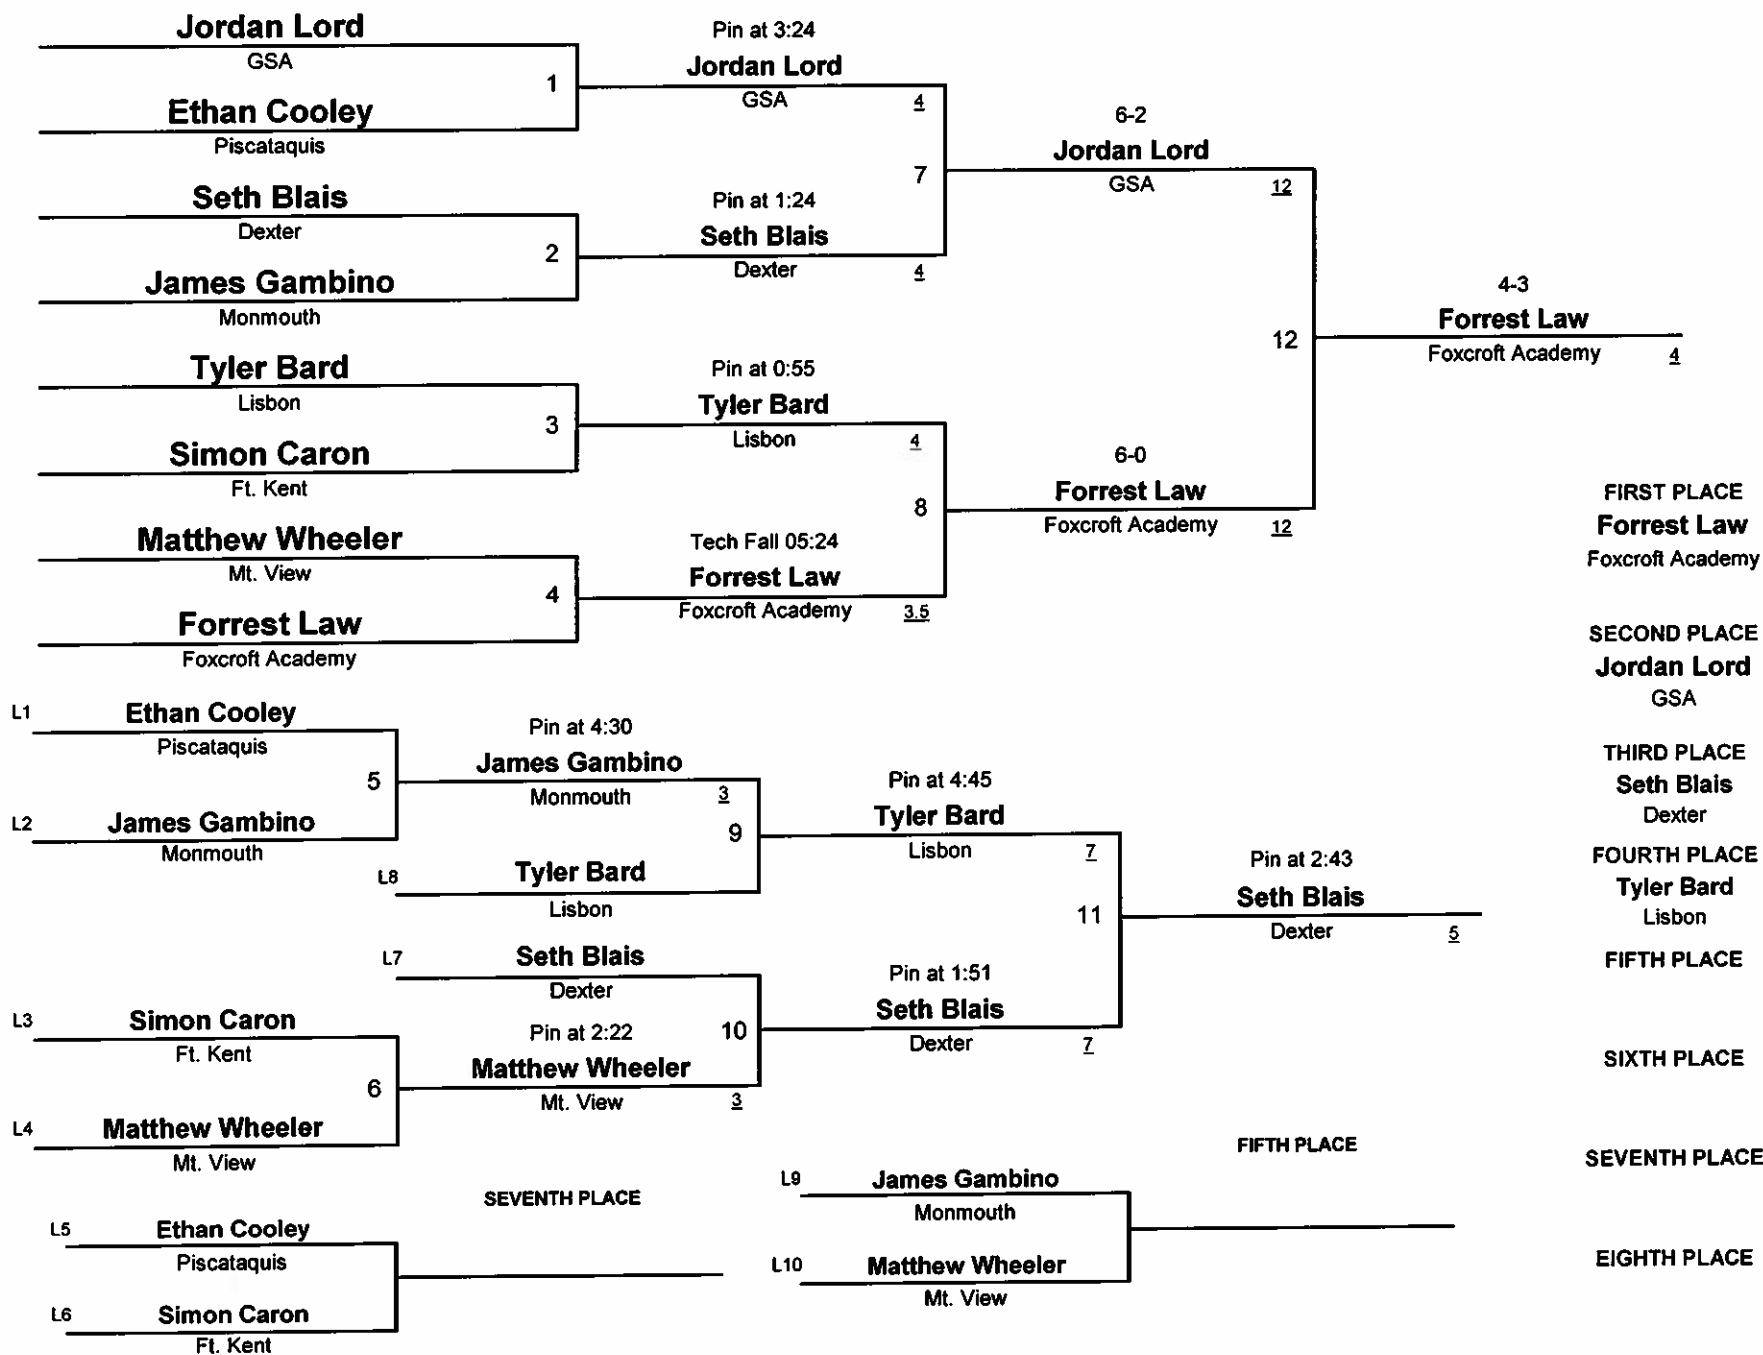 Jordan Lord
GSA
1
Ethan Cooley
Piscataquis
Seth Blais
Dexter
2
James Gambino
Monmouth
Tyler Bard
Lisbon
3
Simon Caron
Ft. Kent
Matthew Wheeler
Mt. View
4
Forrest Law
Foxcroft Academy
Pin at 3:24
Jordan Lord
GSA 4
7
Pin at 1:24
Seth Blais
Dexter 4
Pin at 0:55
Tyler Bard
Lisbon 4
8
Tech Fall 05:24
Forrest Law
Foxcroft Academy 3.5
6-2
Jordan Lord
GSA 12
12
6-0
Forrest Law
Foxcroft Academy 12
4-3
Forrest Law
Foxcroft Academy 4
L1 Ethan Cooley
Piscataquis
5
L2 James Gambino
Monmouth
Pin at 4:30
James Gambino
Monmouth 3
9
L8 Tyler Bard
Lisbon
L7 Seth Blais
Dexter
10
L3 Simon Caron
Ft. Kent
6
L4 Matthew Wheeler
Mt. View
Pin at 2:22
Matthew Wheeler
Mt. View 3
Pin at 4:45
Tyler Bard
Lisbon 7
11
Pin at 1:51
Seth Blais
Dexter 7
Pin at 2:43
Seth Blais
Dexter 5
SEVENTH PLACE
L5 Ethan Cooley
Piscataquis
L6 Simon Caron
Ft. Kent
FIFTH PLACE
L9 James Gambino
Monmouth
L10 Matthew Wheeler
Mt. View
FIRST PLACE
Forrest Law
Foxcroft Academy
SECOND PLACE
Jordan Lord
GSA
THIRD PLACE
Seth Blais
Dexter
FOURTH PLACE
Tyler Bard
Lisbon
FIFTH PLACE
SIXTH PLACE
SEVENTH PLACE
EIGHTH PLACE